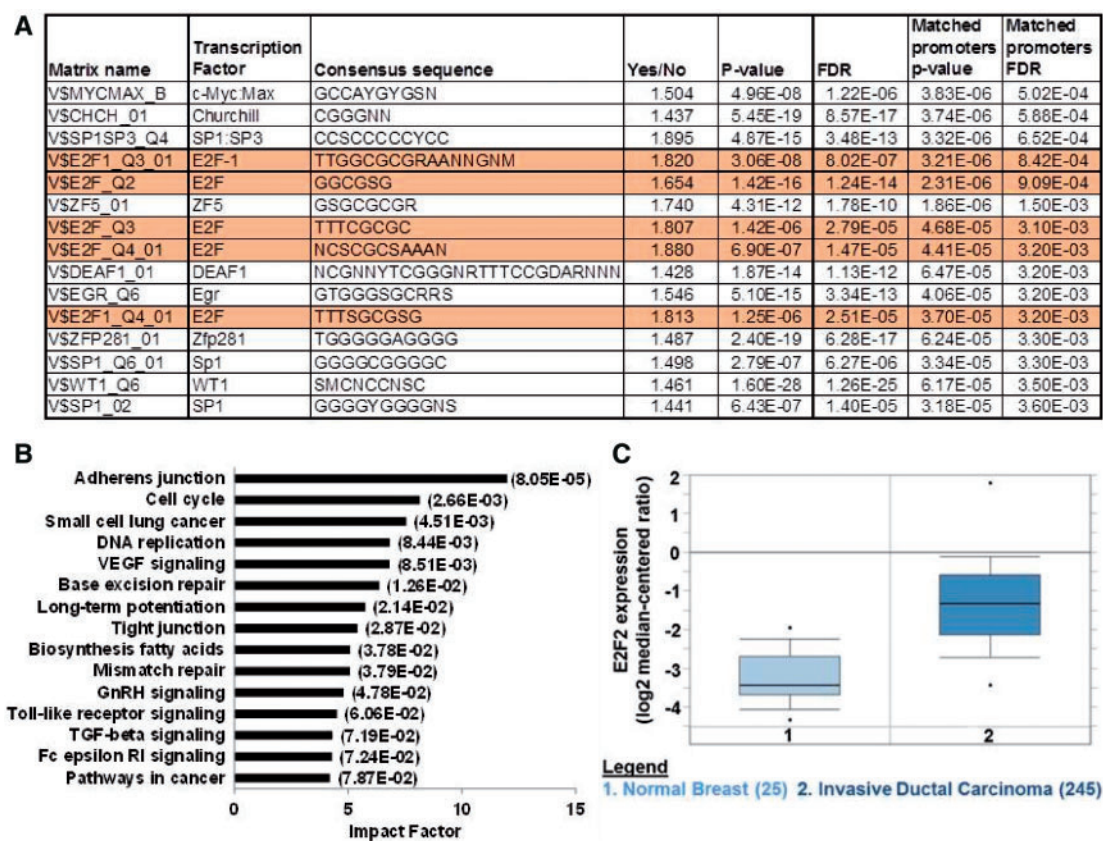 A
Matrix name Transcription Factor Consensus sequence Yes/No P-value FDR Matched promoters p-value Matched promoters FDR
V$MYCMAX_B c-Myc:Max GCCAYGYGSN 1.504 4.96E-08 1.22E-06 3.83E-06 5.02E-04
V$CHCH_01 Churchill CGGGNN 1.437 5.45E-19 8.57E-17 3.74E-06 5.88E-04
V$SP1SP3_Q4 SP1:SP3 CCSCCCCCYCC 1.895 4.87E-15 3.48E-13 3.32E-06 6.52E-04
V$E2F1_Q3_01 E2F-1 TTGGCGCGRAANNGNM 1.820 3.06E-08 8.02E-07 3.21E-06 8.42E-04
V$E2F_Q2 E2F GGCGSG 1.654 1.42E-16 1.24E-14 2.31E-06 9.09E-04
V$ZF5_01 ZF5 GSGCGCGR 1.740 4.31E-12 1.78E-10 1.86E-06 1.50E-03
V$E2F_Q3 E2F TTTCGCGC 1.807 1.42E-06 2.79E-05 4.68E-05 3.10E-03
V$E2F_Q4_01 E2F NCSCGCSAAAN 1.880 6.90E-07 1.47E-05 4.41E-05 3.20E-03
V$DEAF1_01 DEAF1 NCGNNYTCGGGNRTTTCCGDARNNN 1.428 1.87E-14 1.13E-12 6.47E-05 3.20E-03
V$EGR_Q6 Egr GTGGGSGCRRS 1.546 5.10E-15 3.34E-13 4.06E-05 3.20E-03
V$E2F1_Q4_01 E2F TTTSGCGSG 1.813 1.25E-06 2.51E-05 3.70E-05 3.20E-03
V$ZFP281_01 Zfp281 TGGGGGAGGGG 1.487 2.40E-19 6.28E-17 6.24E-05 3.30E-03
V$SP1_Q6_01 Sp1 GGGGCGGGGC 1.498 2.79E-07 6.27E-06 3.34E-05 3.30E-03
V$WT1_Q6 WT1 SMCNCCNSC 1.461 1.60E-28 1.26E-25 6.17E-05 3.50E-03
V$SP1_02 SP1 GGGGYGGGGNS 1.441 6.43E-07 1.40E-05 3.18E-05 3.60E-03
B
Adherens junction (8.05E-05)
Cell cycle (2.66E-03)
Small cell lung cancer (4.51E-03)
DNA replication (8.44E-03)
VEGF signaling (8.51E-03)
Base excision repair (1.26E-02)
Long-term potentiation (2.14E-02)
Tight junction (2.87E-02)
Biosynthesis fatty acids (3.78E-02)
Mismatch repair (3.79E-02)
GnRH signaling (4.78E-02)
Toll-like receptor signaling (6.06E-02)
TGF-beta signaling (7.19E-02)
Fc epsilon RI signaling (7.24E-02)
Pathways in cancer (7.87E-02)
0 5 10 15
Impact Factor
C
E2F2 expression
(log2 median-centered ratio)
2
1
0
-1
-2
-3
-4
1 2
Legend
1. Normal Breast (25) 2. Invasive Ductal Carcinoma (245)